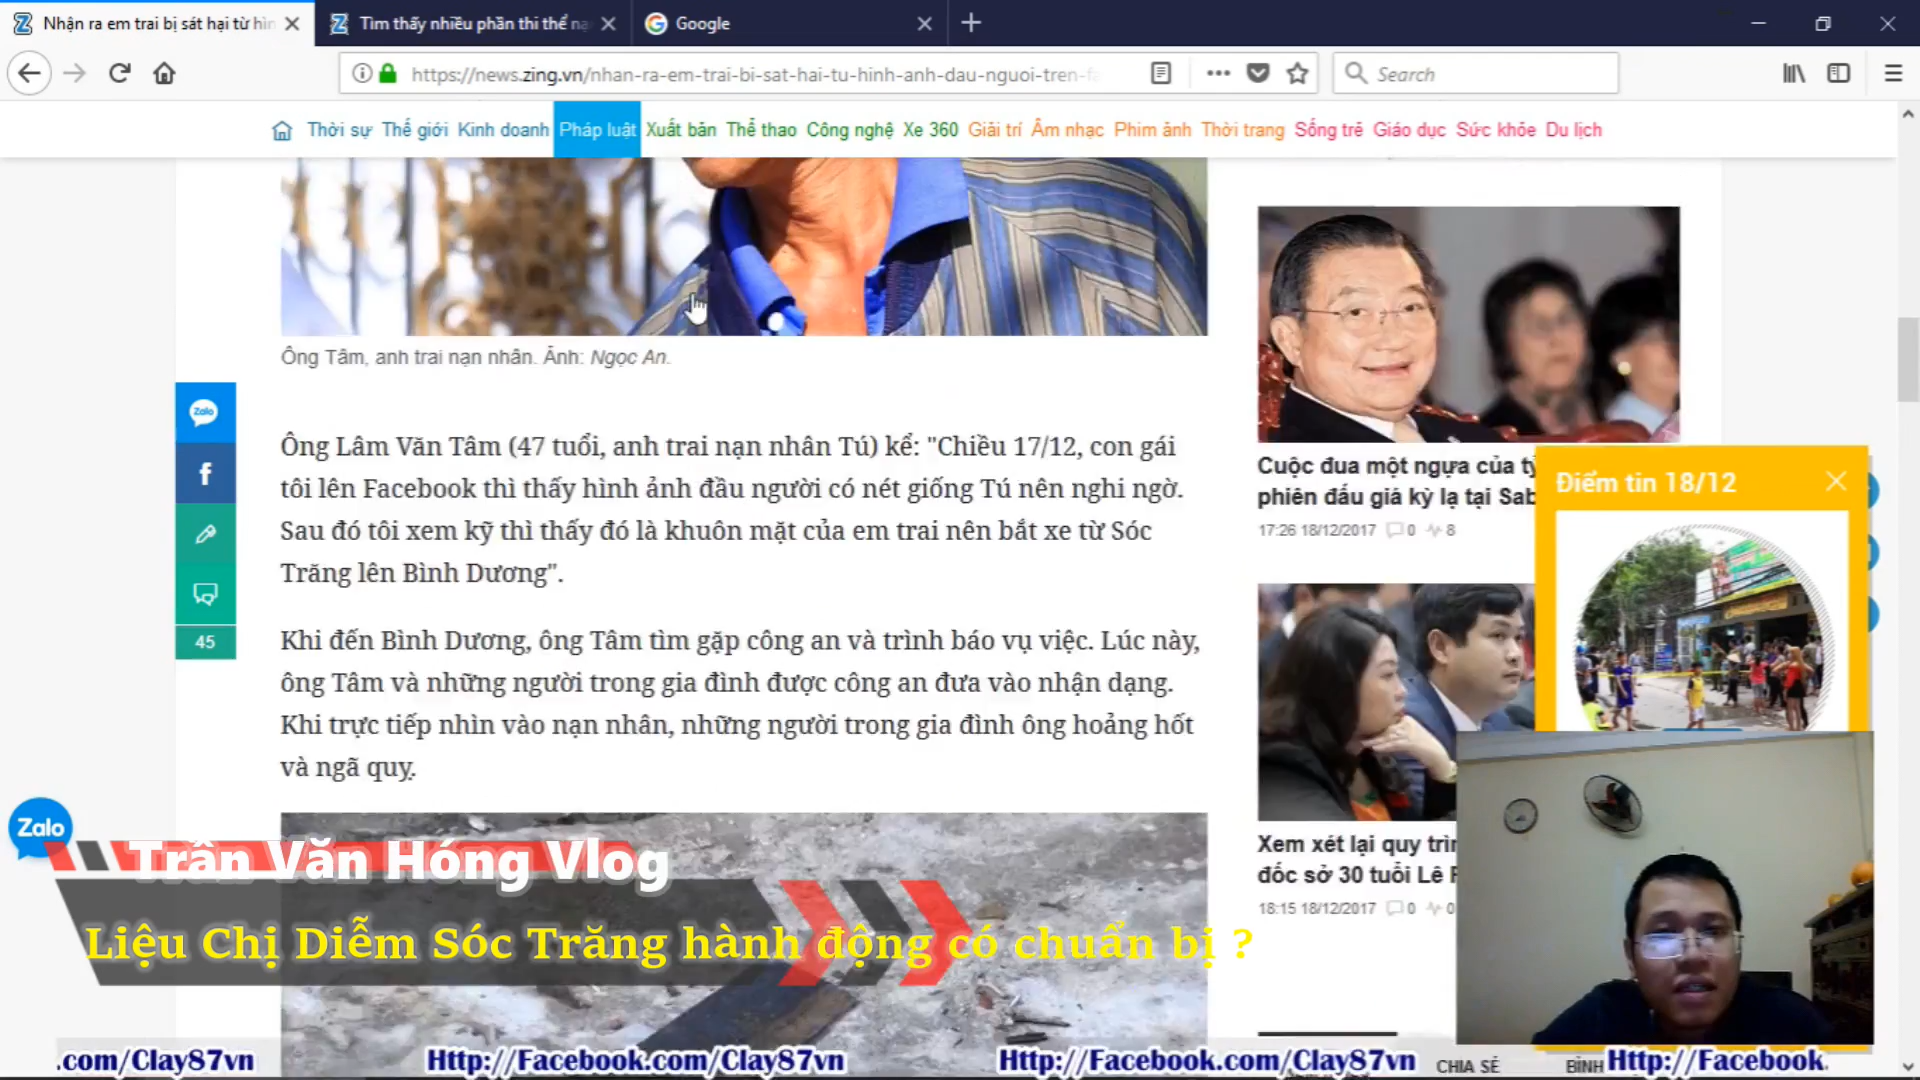 Nhận ra em trai bị sát hại từ hìn
Tìm thấy nhiều phần thi thể nạ
Google
https://news.zing.vn/nhan-ra-em-trai-bi-sat-hai-tu-hinh-anh-dau-nguoi-tren-fa
Search
Thời sự Thế giới Kinh doanh Pháp luật Xuất bản Thể thao Công nghệ Xe 360 Giải trí Âm nhạc Phim ảnh Thời trang Sống trẻ Giáo dục Sức khỏe Du lịch
Ông Tâm, anh trai nạn nhân. Ảnh: Ngọc An.
Zalo
45
Ông Lâm Văn Tâm (47 tuổi, anh trai nạn nhân Tú) kể: "Chiều 17/12, con gái
tôi lên Facebook thì thấy hình ảnh đầu người có nét giống Tú nên nghi ngờ.
Sau đó tôi xem kỹ thì thấy đó là khuôn mặt của em trai nên bắt xe từ Sóc
Trăng lên Bình Dương".
Khi đến Bình Dương, ông Tâm tìm gặp công an và trình báo vụ việc. Lúc này,
ông Tâm và những người trong gia đình được công an đưa vào nhận dạng.
Khi trực tiếp nhìn vào nạn nhân, những người trong gia đình ông hoảng hốt
và ngã quỵ.
Cuộc đua một ngựa của tỷ
phiên đấu giá kỳ lạ tại Sab
17:26 18/12/2017 0 8
Điểm tin 18/12
Xem xét lại quy trìn
đốc sở 30 tuổi Lê
18:15 18/12/2017 0 0
Zalo
Trần Văn Hóng Vlog
Liệu Chị Diễm Sóc Trăng hành động có chuẩn bị ?
CHIA SẺ
BÌNH
.com/Clay87vn Http://Facebook.com/Clay87vn Http://Facebook.com/Clay87vn Http://Facebook.